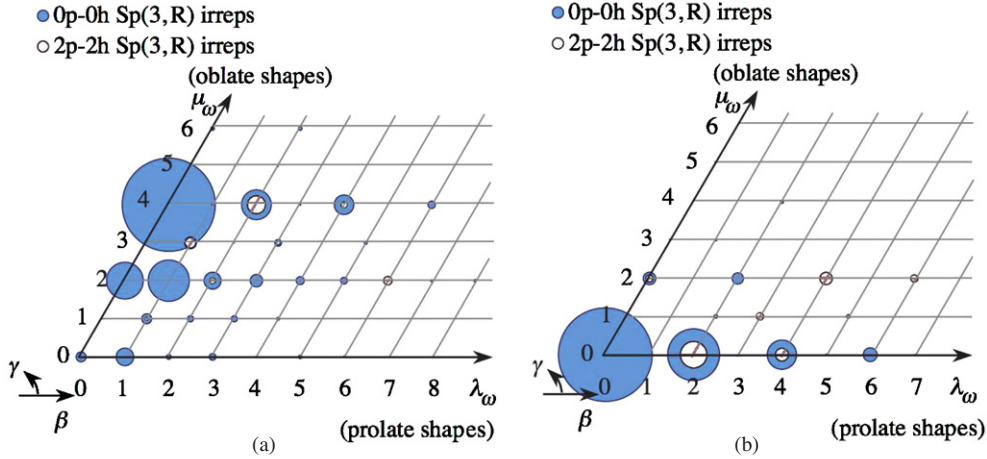 0p-0h Sp(3,R) irreps
2p-2h Sp(3,R) irreps
(oblate shapes)
μω
6
5
4
3
2
1
0
0 1 2 3 4 5 6 7 8 λω
γ
β
(prolate shapes)
(a)
0p-0h Sp(3,R) irreps
2p-2h Sp(3,R) irreps
(oblate shapes)
μω
6
5
4
3
2
1
0
0 1 2 3 4 5 6 7 λω
γ
β
(prolate shapes)
(b)